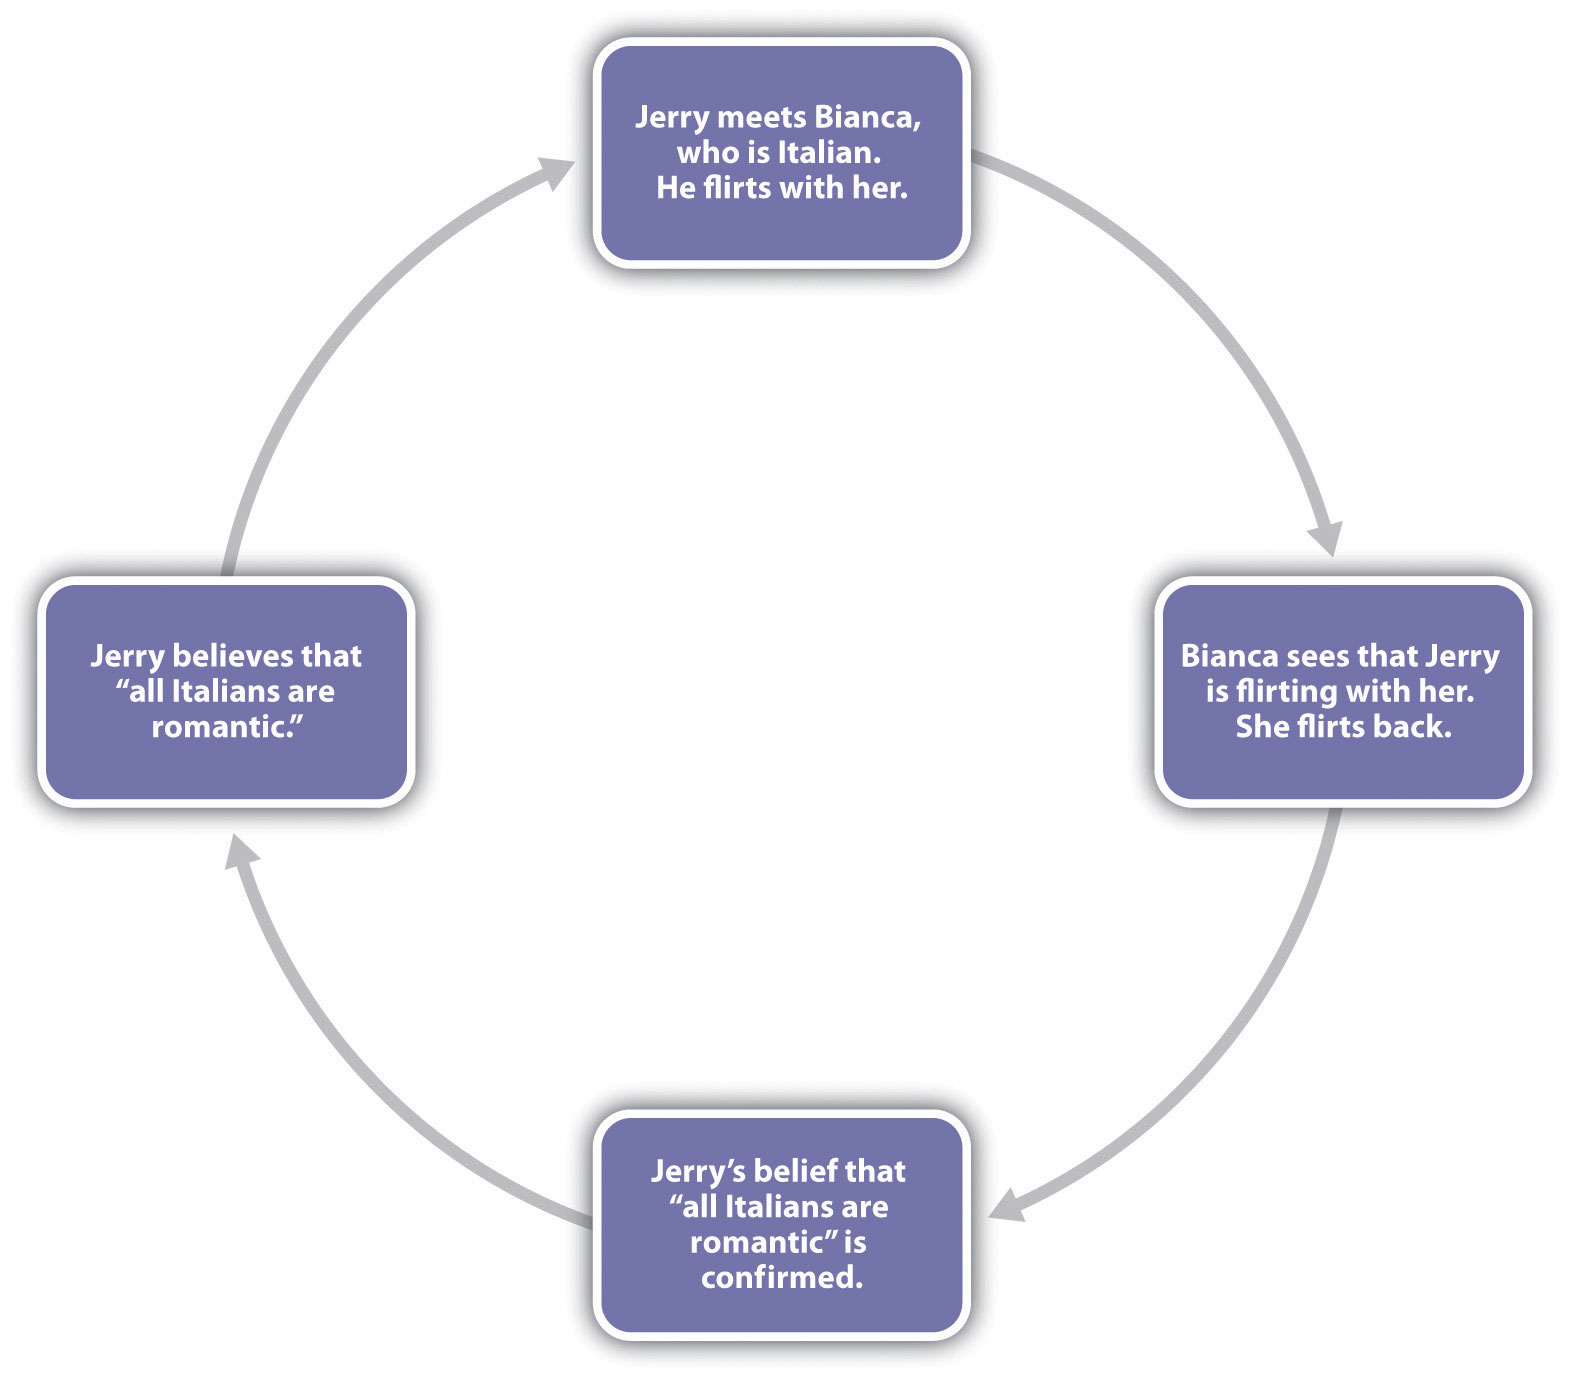 Jerry meets Bianca,
who is Italian.
He flirts with her.
Bianca sees that Jerry
is flirting with her.
She flirts back.
Jerry’s belief that
“all Italians are
romantic” is
confirmed.
Jerry believes that
“all Italians are
romantic.”